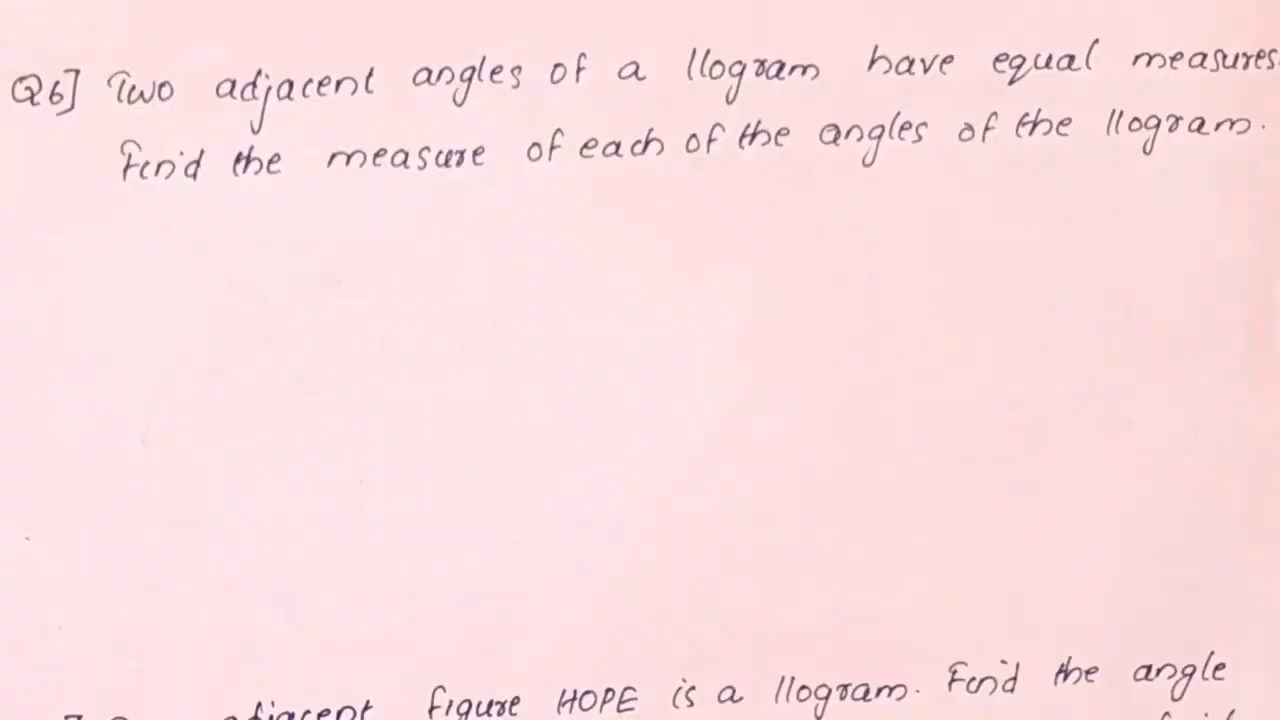 Q6] Two adjacent angles of a llogram have equal measures.
Find the measure of each of the angles of the llogram.
adjacent figure HOPE is a llogram. Find the angle